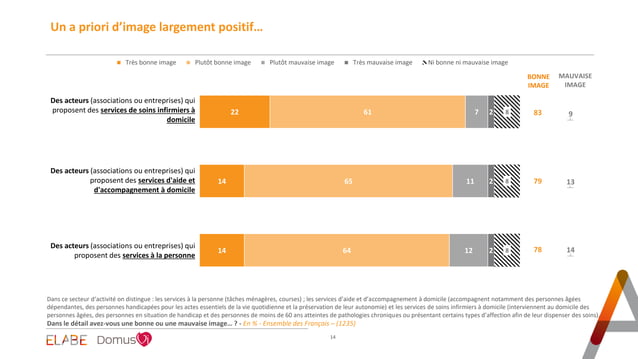 Un a priori d’image largement positif…
Très bonne image Plutôt bonne image Plutôt mauvaise image Très mauvaise image Ni bonne ni mauvaise image
BONNE IMAGE
MAUVAISE IMAGE
Des acteurs (associations ou entreprises) qui
proposent des services de soins infirmiers à
domicile
22 61 7 2 8 83 9
Des acteurs (associations ou entreprises) qui
proposent des services d'aide et
d'accompagnement à domicile
14 65 11 2 8 79 13
Des acteurs (associations ou entreprises) qui
proposent des services à la personne
14 64 12 2 8 78 14
Dans ce secteur d’activité on distingue : les services à la personne (tâches ménagères, courses) ; les services d’aide et d’accompagnement à domicile (accompagnent notamment des personnes âgées
dépendantes, des personnes handicapées pour les actes essentiels de la vie quotidienne et la préservation de leur autonomie) et les services de soins infirmiers à domicile (interviennent au domicile des
personnes âgées, des personnes en situation de handicap et des personnes de moins de 60 ans atteintes de pathologies chroniques ou présentant certains types d’affection afin de leur dispenser des soins).
Dans le détail avez-vous une bonne ou une mauvaise image… ? - En % - Ensemble des Français – (1235)
ELABE DomusVi
14